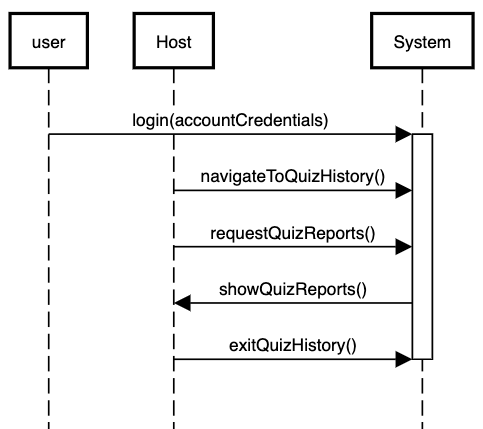 user
Host
System
login(accountCredentials)
navigateToQuizHistory()
requestQuizReports()
showQuizReports()
exitQuizHistory()